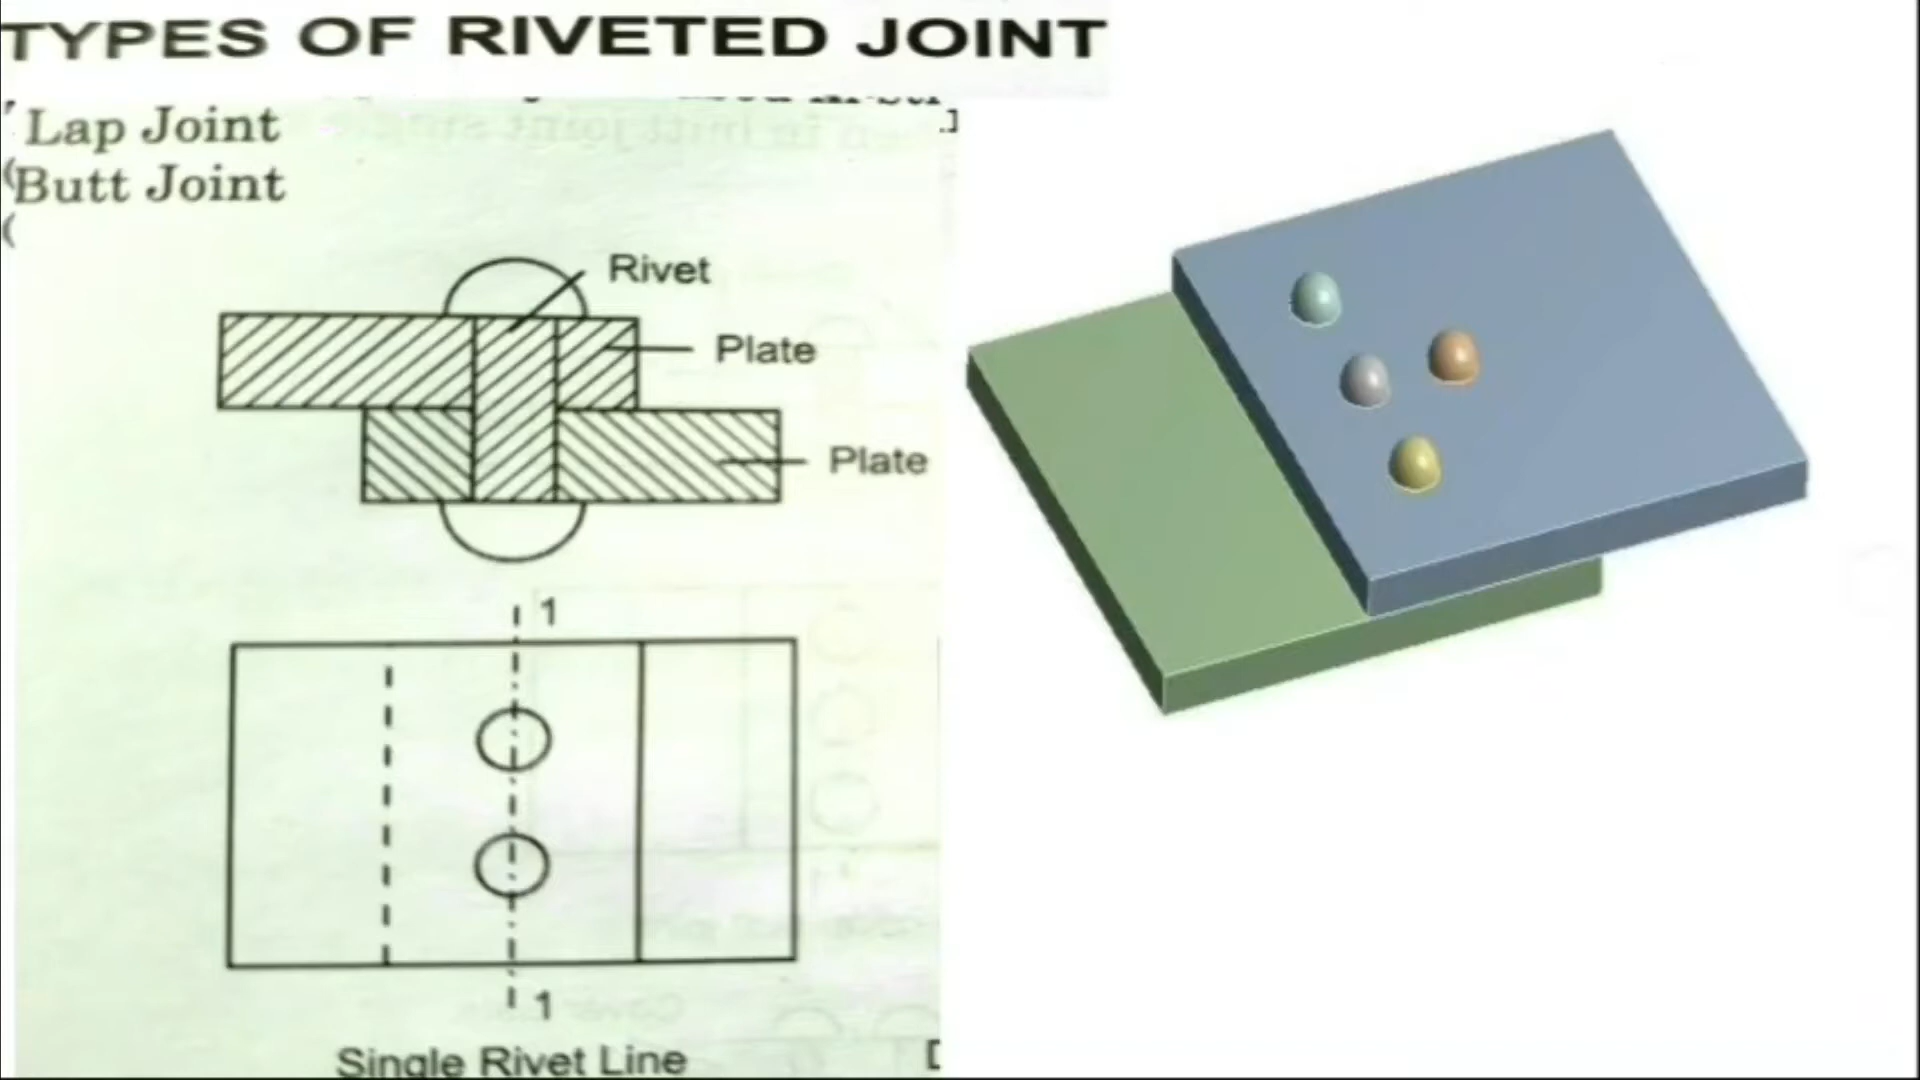 TYPES OF RIVETED JOINT
Lap Joint
Butt Joint
Rivet
Plate
Plate
1
1
Single Rivet Line